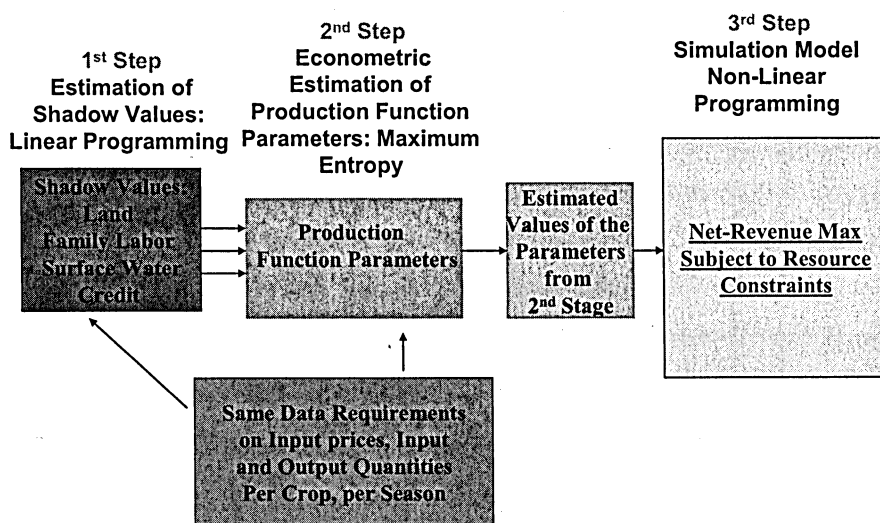 1st Step
Estimation of
Shadow Values:
Linear Programming
2nd Step
Econometric
Estimation of
Production Function
Parameters: Maximum
Entropy
3rd Step
Simulation Model
Non-Linear
Programming
Shadow Values:
Land
Family Labor
Surface Water
Credit
Production
Function Parameters
Estimated
Values of the
Parameters
from
2nd Stage
Net-Revenue Max
Subject to Resource
Constraints
Same Data Requirements
on Input prices, Input
and Output Quantities
Per Crop, per Season